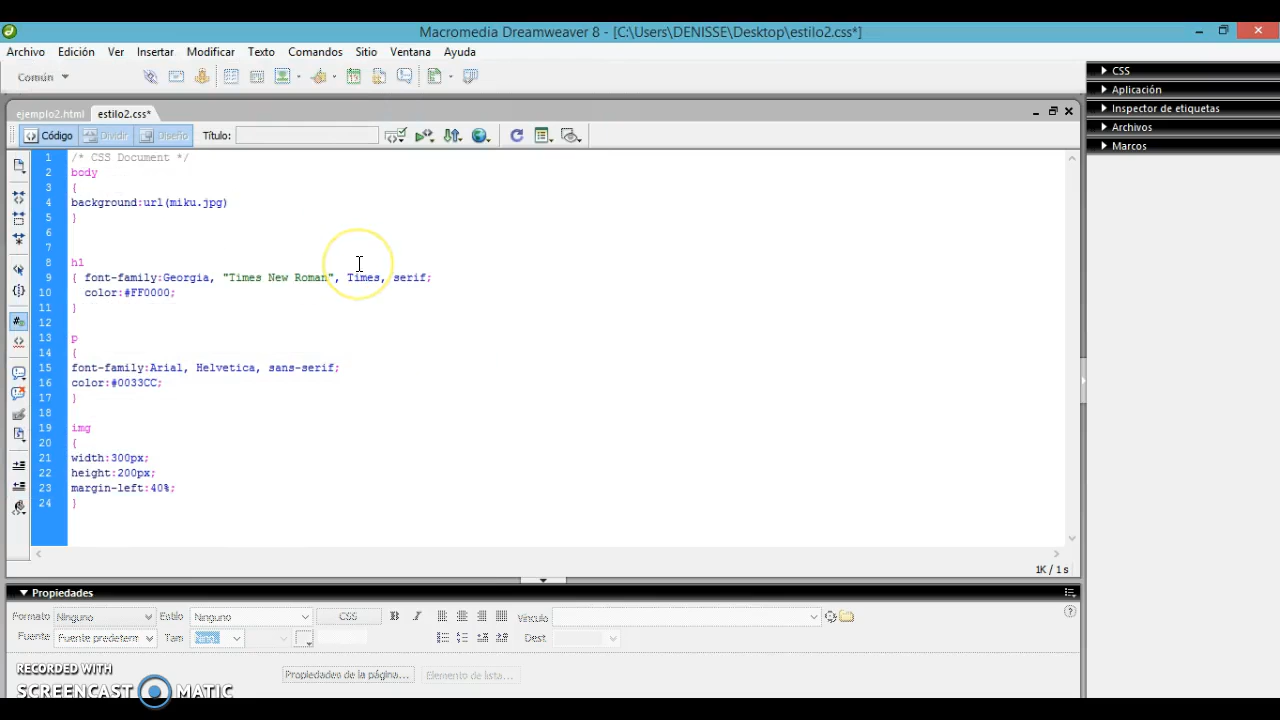 Macromedia Dreamweaver 8 - [C:\Users\DENISSE\Desktop\estilo2.css*]
Archivo Edición Ver Insertar Modificar Texto Comandos Sitio Ventana Ayuda
Común
CSS
Aplicación
Inspector de etiquetas
Archivos
Marcos
ejemplo2.html estilo2.css*
Código Dividir Diseño Título:
1 /* CSS Document */
2 body
3 {
4 background:url(miku.jpg)
5 }
6
7
8 h1
9 { font-family:Georgia, "Times New Roman", Times, serif;
10 color:#FF0000;
11 }
12
13 p
14 {
15 font-family:Arial, Helvetica, sans-serif;
16 color:#0033CC;
17 }
18
19 img
20 {
21 width:300px;
22 height:200px;
23 margin-left:40%;
24 }
1K / 1 s
Propiedades
Formato Ninguno Estilo Ninguno CSS B I Vínculo
Fuente Fuente predetern Tam Dest.
Propiedades de la página... Elemento de lista...
RECORDED WITH
SCREENCAST MATIC